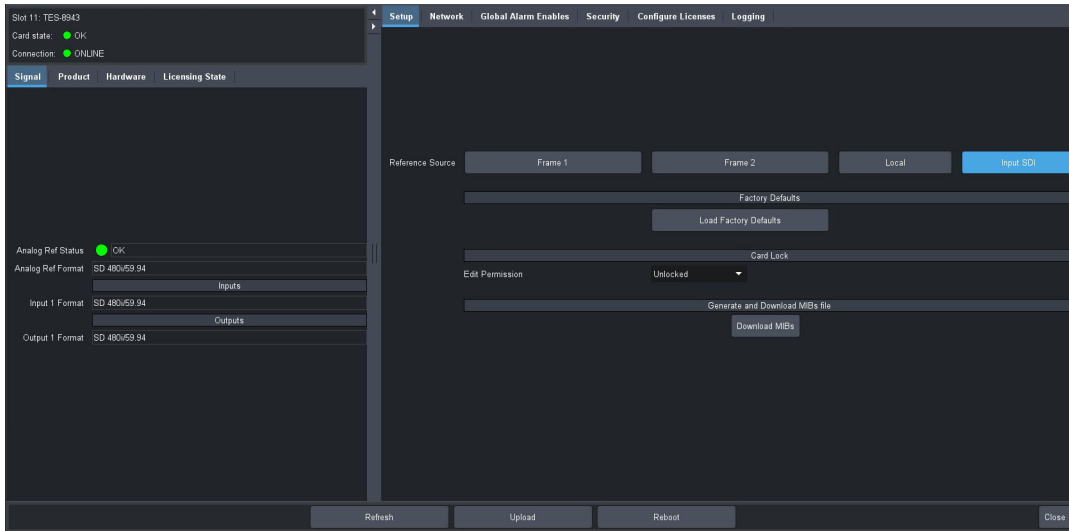 Slot 11: TES-8943
Card state: OK
Connection: ONLINE
Signal Product Hardware Licensing State
Analog Ref Status OK
Analog Ref Format SD 480i/59.94
Inputs
Input 1 Format SD 480i/59.94
Outputs
Output 1 Format SD 480i/59.94
Setup Network Global Alarm Enables Security Configure Licenses Logging
Reference Source Frame 1 Frame 2 Local Input SDI
Factory Defaults
Load Factory Defaults
Card Lock
Edit Permission Unlocked
Generate and Download MIBs file
Download MIBs
Refresh Upload Reboot Close